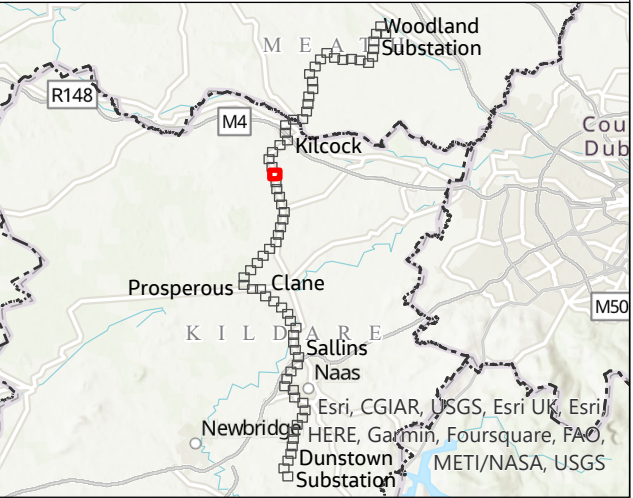 Woodland
Substation
MEATH
R148
M4
Cou
Dub
Kilcock
Prosperous
Clane
M50
KILDARE
Sallins
Naas
Newbridge
Esri, CGIAR, USGS, Esri UK, Esri,
HERE, Garmin, Foursquare, FAO,
METI/NASA, USGS
Dunstown
Substation